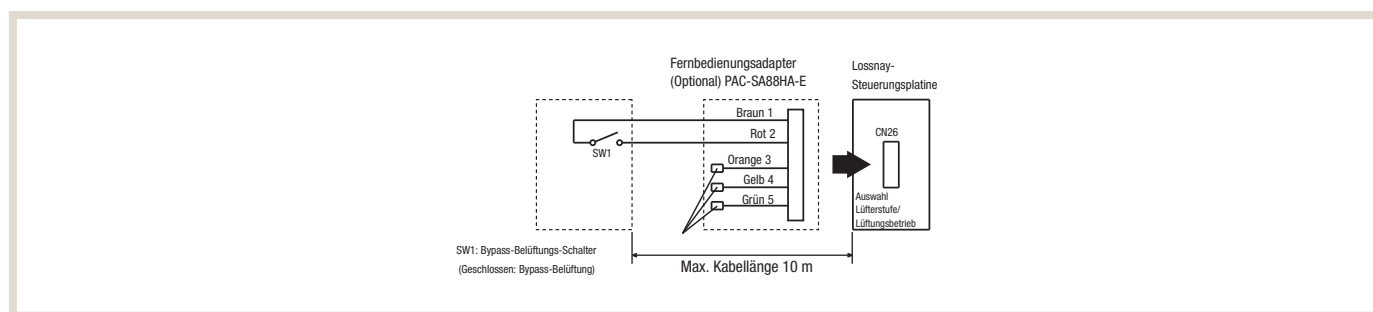 Fernbedienungsadapter
(Optional) PAC-SA88HA-E
Lossnay-
Steuerungsplatine
Braun 1
Rot 2
SW1
Orange 3
Gelb 4
Grün 5
CN26
Auswahl
Lüfterstufe/
Lüftungsbetrieb
SW1: Bypass-Belüftungs-Schalter
(Geschlossen: Bypass-Belüftung)
Max. Kabellänge 10 m